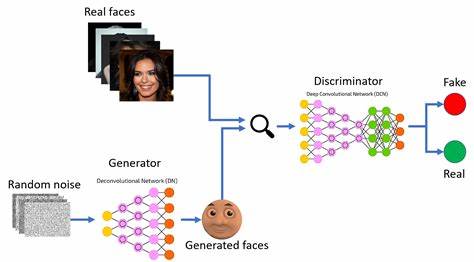 Real faces
Discriminator
Deep Convolutional Network (DCN)
Fake
Real
Generator
Deconvolutional Network (DN)
Random noise
Generated faces